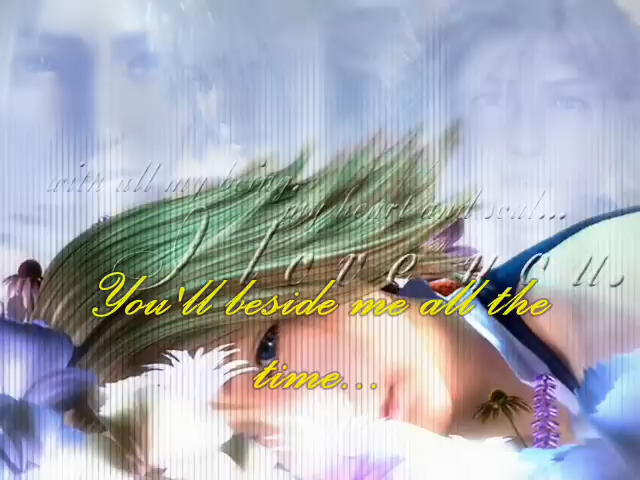 with all my being,
my heart and soul...
I love you.
You'll beside me all the
time...